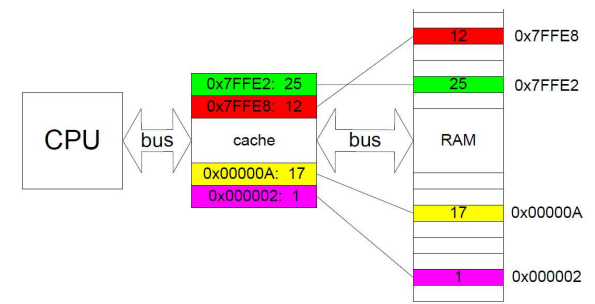 CPU
bus
0x7FFE2: 25
0x7FFE8: 12
cache
0x00000A: 17
0x000002: 1
bus
12 0x7FFE8
25 0x7FFE2
RAM
17 0x00000A
1 0x000002